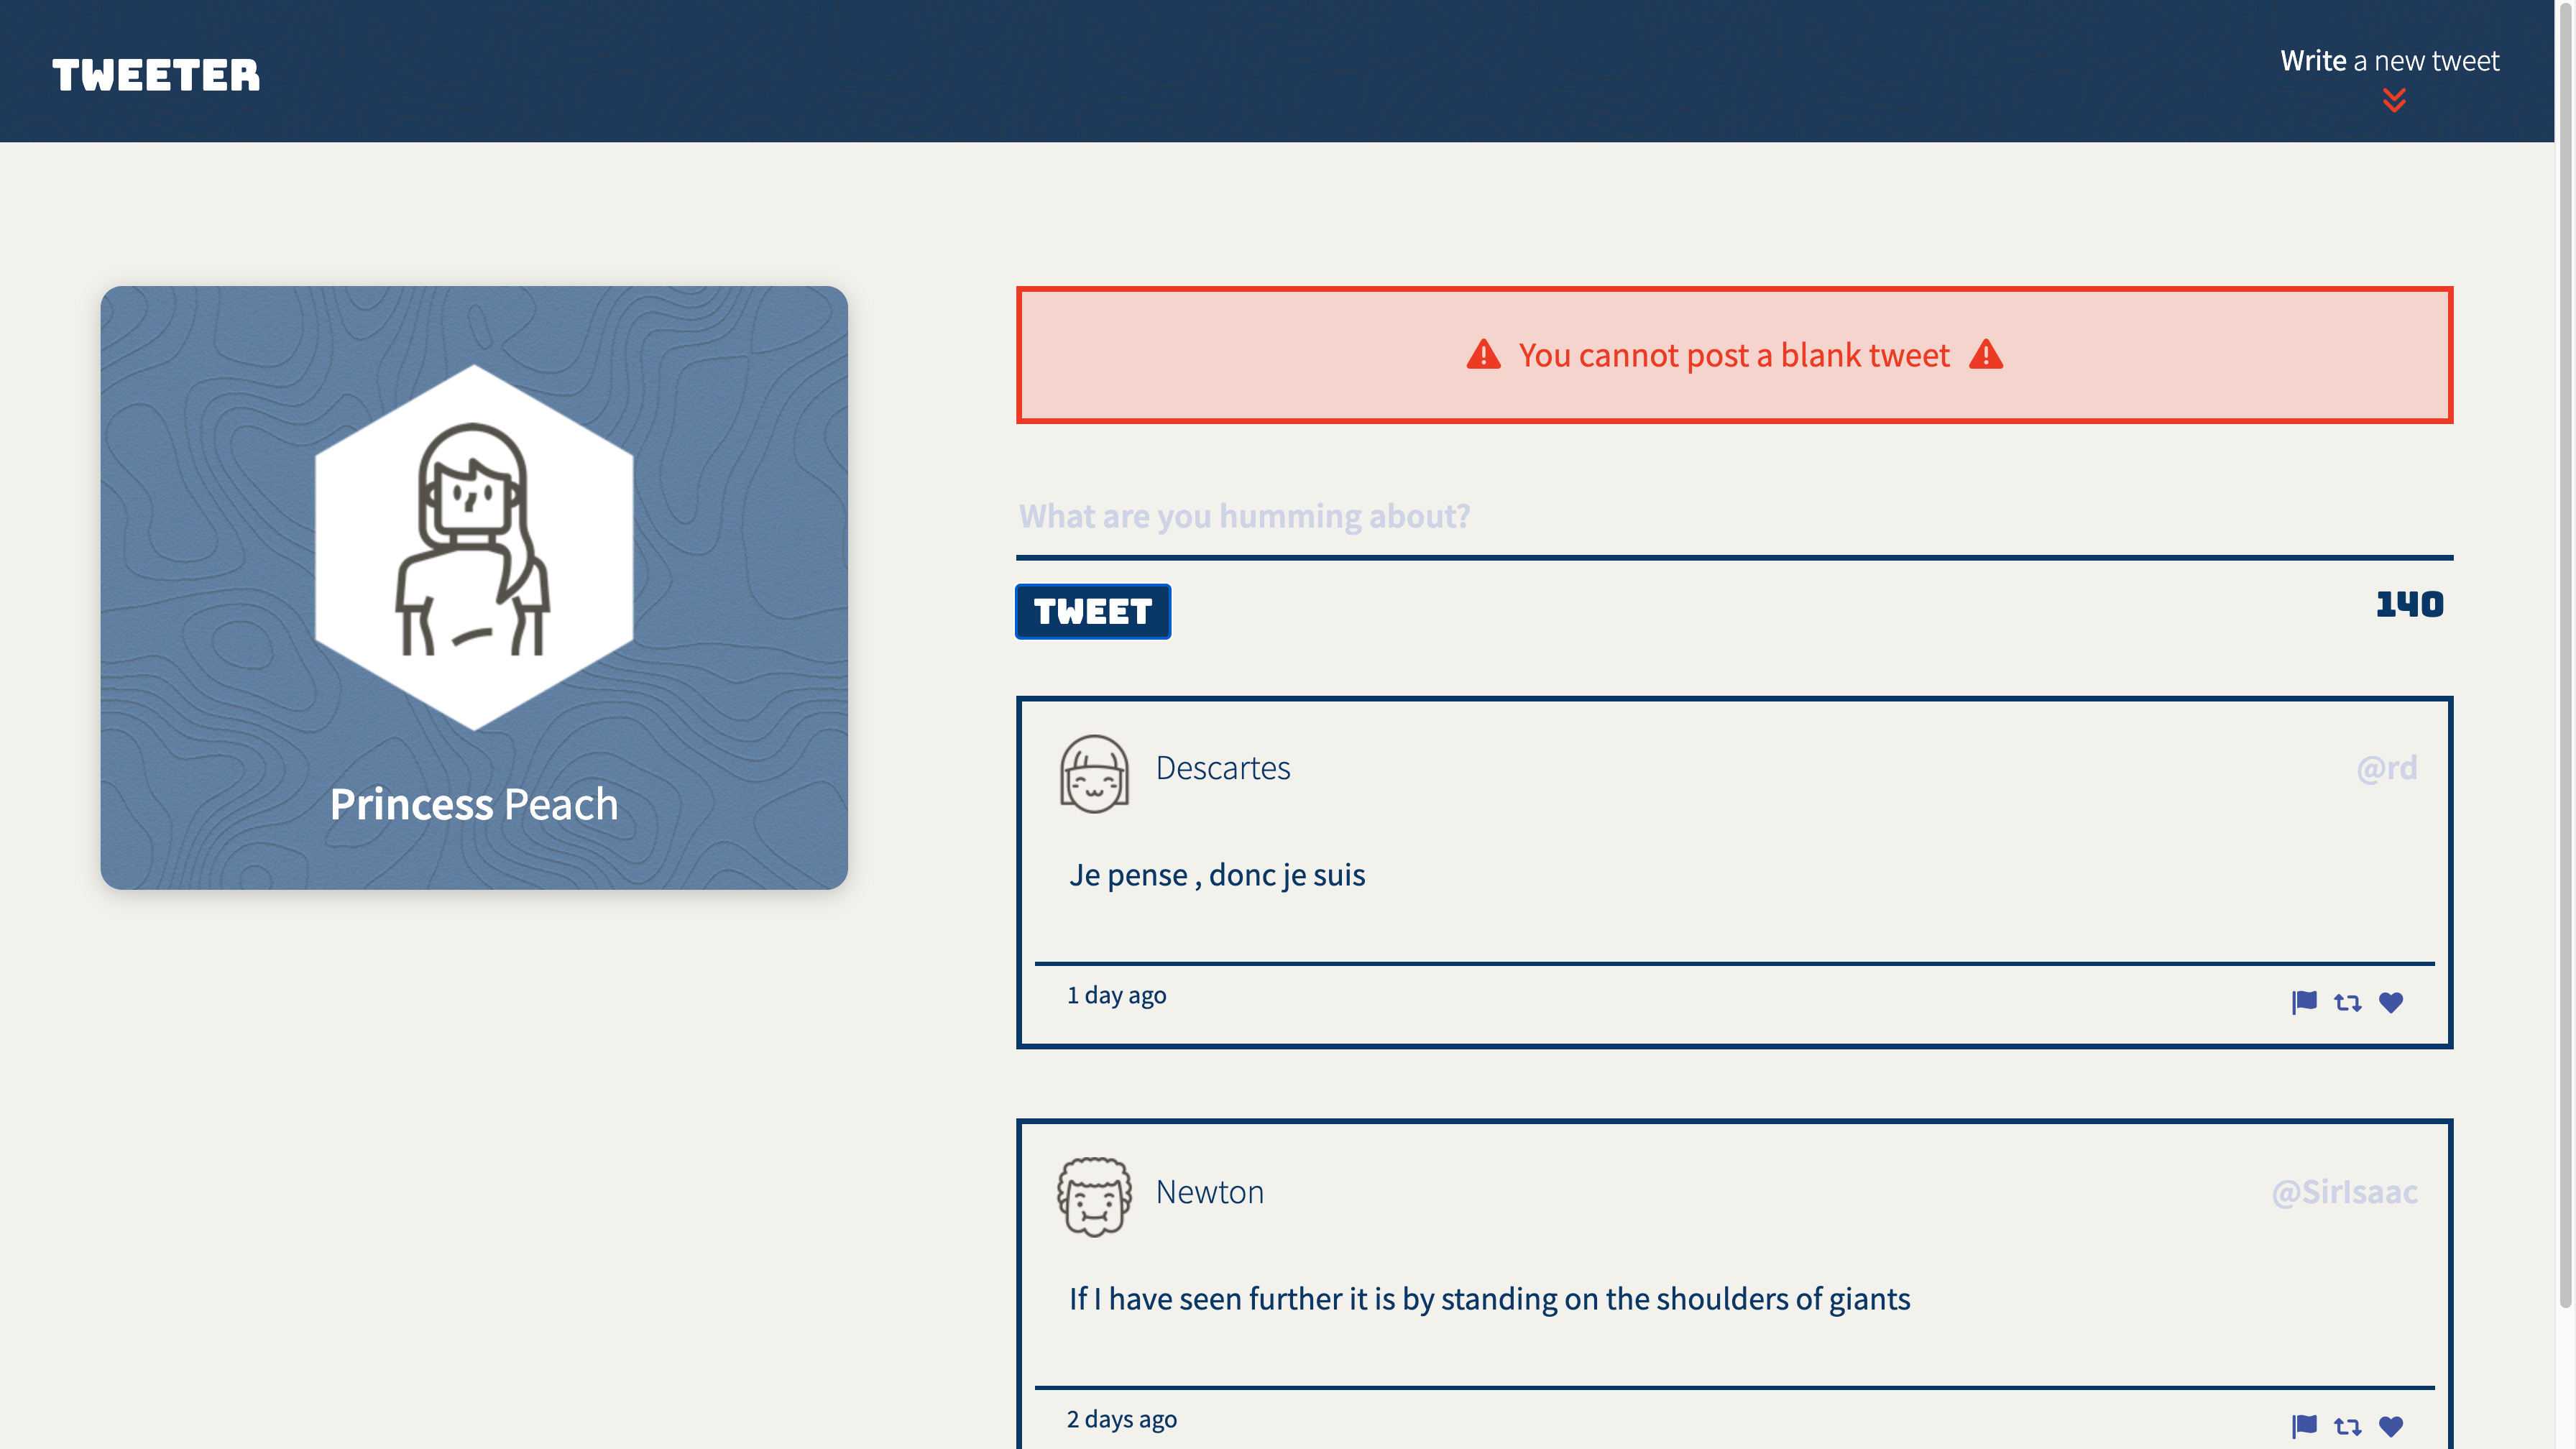 TWEETER
Write a new tweet
Princess Peach
You cannot post a blank tweet
What are you humming about?
TWEET
140
Descartes
@rd
Je pense , donc je suis
1 day ago
Newton
@SirIsaac
If I have seen further it is by standing on the shoulders of giants
2 days ago